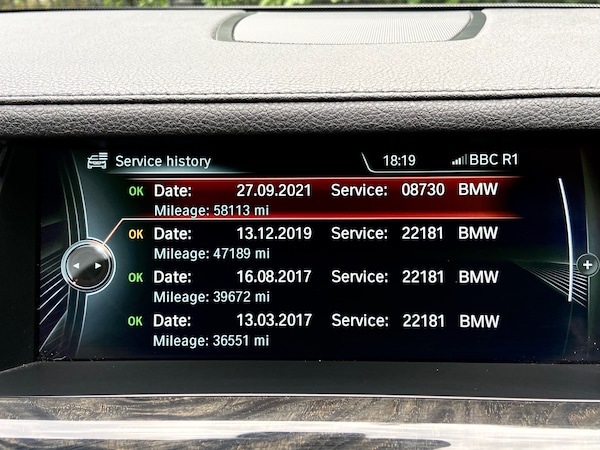 Service history 18:19 BBC R1
OK Date: 27.09.2021 Service: 08730 BMW
Mileage: 58113 mi
OK Date: 13.12.2019 Service: 22181 BMW
Mileage: 47189 mi
OK Date: 16.08.2017 Service: 22181 BMW
Mileage: 39672 mi
OK Date: 13.03.2017 Service: 22181 BMW
Mileage: 36551 mi